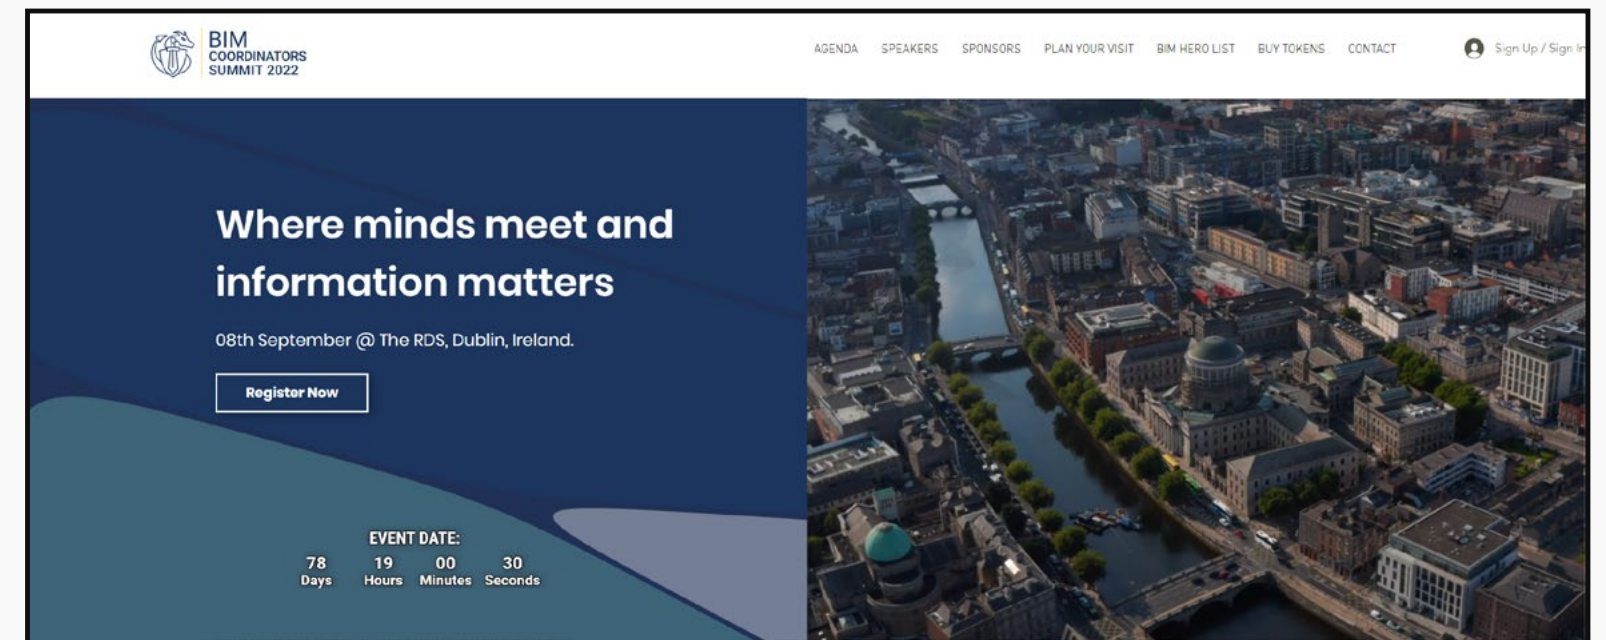 BIM
COORDINATORS
SUMMIT 2022
AGENDA SPEAKERS SPONSORS PLAN YOUR VISIT BIM HERO LIST BUY TOKENS CONTACT Sign Up / Sign In
Where minds meet and
information matters
08th September @ The RDS, Dublin, Ireland.
Register Now
EVENT DATE:
78 19 00 30
Days Hours Minutes Seconds